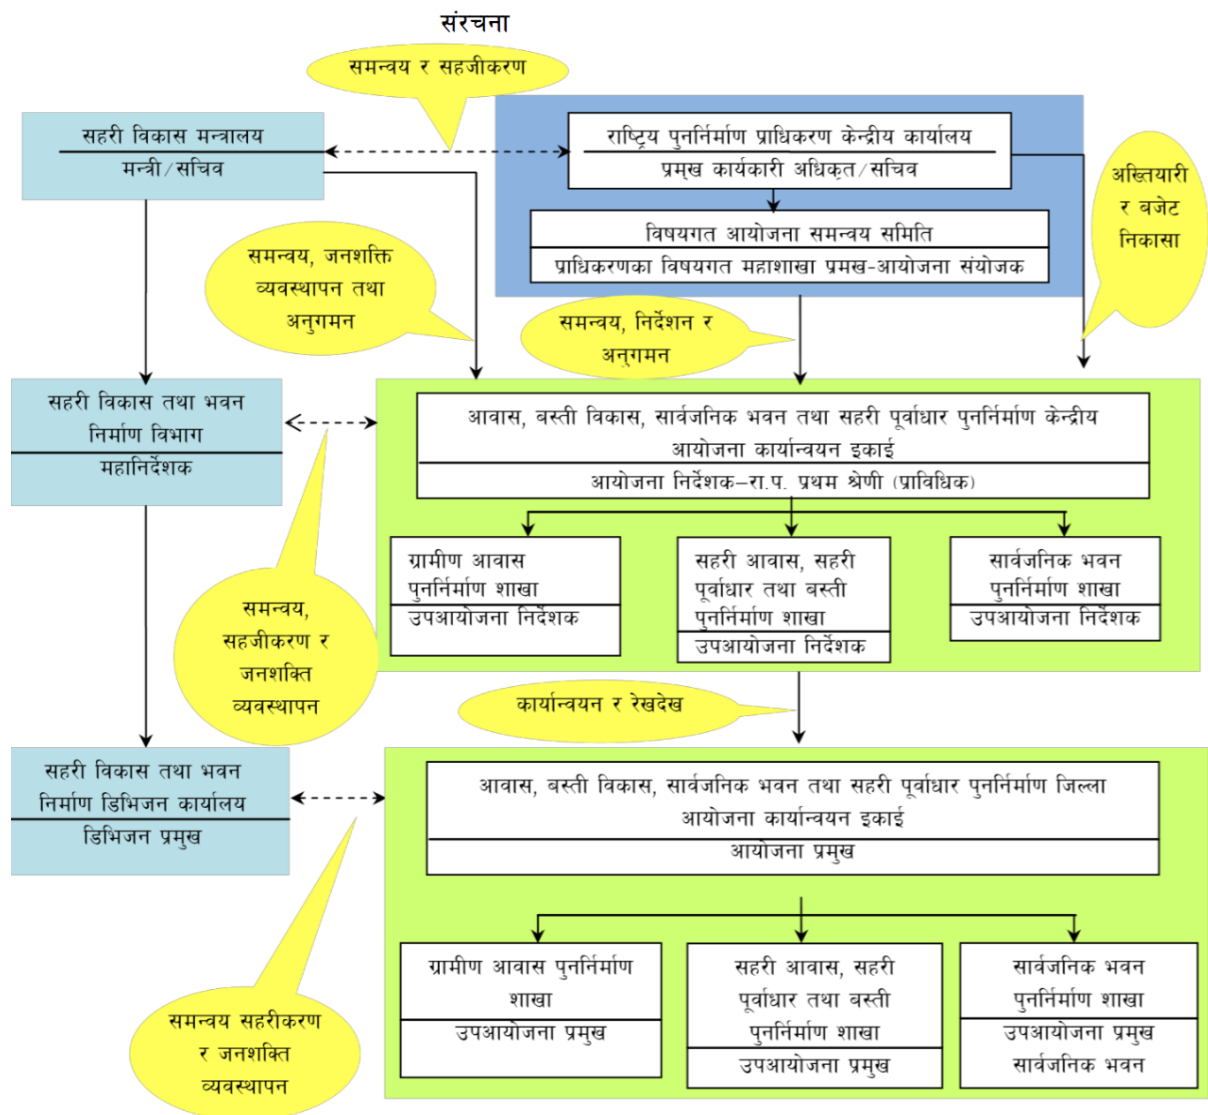 संरचना
समन्वय र सहजीकरण
सहरी विकास मन्त्रालय
मन्त्री/सचिव
राष्ट्रिय पुनर्निर्माण प्राधिकरण केन्द्रीय कार्यालय
प्रमुख कार्यकारी अधिकृत/सचिव
अख्तियारी
र बजेट
निकासा
विषयगत आयोजना समन्वय समिति
प्राधिकरणका विषयगत महाशाखा प्रमुख-आयोजना संयोजक
समन्वय, जनशक्ति
व्यवस्थापन तथा
अनुगमन
समन्वय, निर्देशन र
अनुगमन
सहरी विकास तथा भवन
निर्माण विभाग
महानिर्देशक
आवास, बस्ती विकास, सार्वजनिक भवन तथा सहरी पूर्वाधार पुनर्निर्माण केन्द्रीय
आयोजना कार्यान्वयन इकाई
आयोजना निर्देशक–रा.प. प्रथम श्रेणी (प्राविधिक)
ग्रामीण आवास
पुनर्निर्माण शाखा
उपआयोजना निर्देशक
सहरी आवास, सहरी
पूर्वाधार तथा बस्ती
पुनर्निर्माण शाखा
उपआयोजना निर्देशक
सार्वजनिक भवन
पुनर्निर्माण शाखा
उपआयोजना निर्देशक
समन्वय,
सहजीकरण र
जनशक्ति
व्यवस्थापन
कार्यान्वयन र रेखदेख
सहरी विकास तथा भवन
निर्माण डिभिजन कार्यालय
डिभिजन प्रमुख
आवास, बस्ती विकास, सार्वजनिक भवन तथा सहरी पूर्वाधार पुनर्निर्माण जिल्ला
आयोजना कार्यान्वयन इकाई
आयोजना प्रमुख
ग्रामीण आवास पुनर्निर्माण
शाखा
उपआयोजना प्रमुख
सहरी आवास, सहरी
पूर्वाधार तथा बस्ती
पुनर्निर्माण शाखा
उपआयोजना प्रमुख
सार्वजनिक भवन
पुनर्निर्माण शाखा
उपआयोजना प्रमुख
सार्वजनिक भवन
समन्वय सहरीकरण
र जनशक्ति
व्यवस्थापन